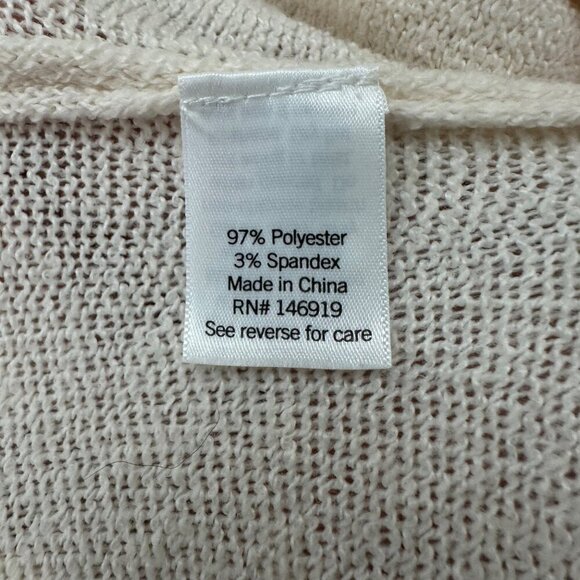 97% Polyester
3% Spandex
Made in China
RN# 146919
See reverse for care